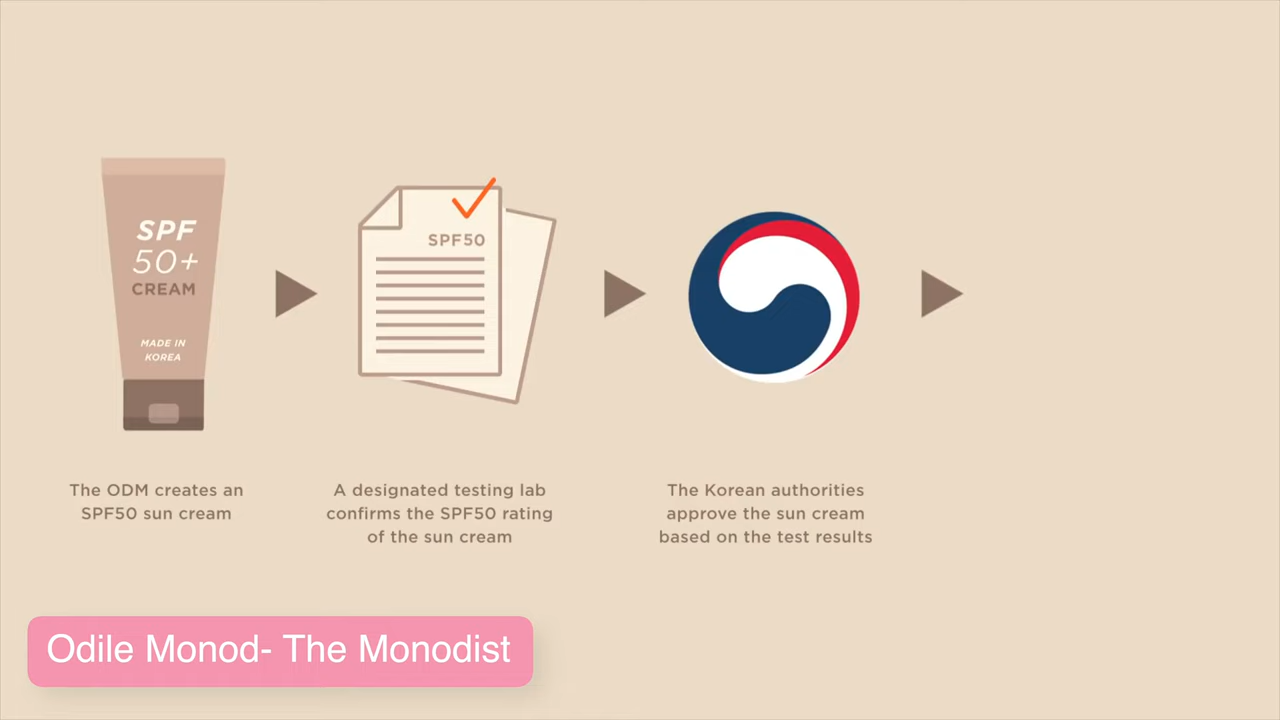 SPF
50+
CREAM
MADE IN
KOREA
SPF50
The ODM creates an
SPF50 sun cream
A designated testing lab
confirms the SPF50 rating
of the sun cream
The Korean authorities
approve the sun cream
based on the test results
Odile Monod- The Monodist